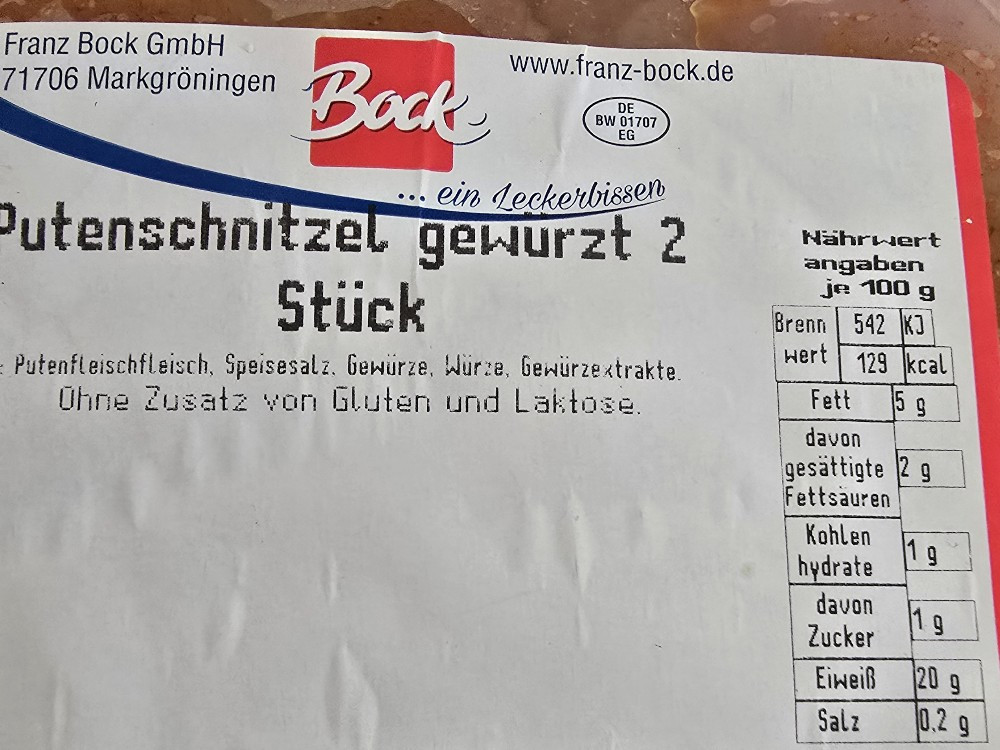 Franz Bock GmbH
71706 Markgröningen
Bock
www.franz-bock.de
DE
BW 01707
EG
... ein Leckerbissen
Putenschnitzel gewürzt 2
Stück
: Putenfleischfleisch, Speisesalz, Gewürze, Würze, Gewürzextrakte.
Ohne Zusatz von Gluten und Laktose.
Nährwert
angaben
je 100 g
Brenn wert 542 KJ
129 kcal
Fett 5 g
davon
gesättigte 2 g
Fettsäuren
Kohlen
hydrate 1 g
davon
Zucker 1 g
Eiweiß 20 g
Salz 0.2 g